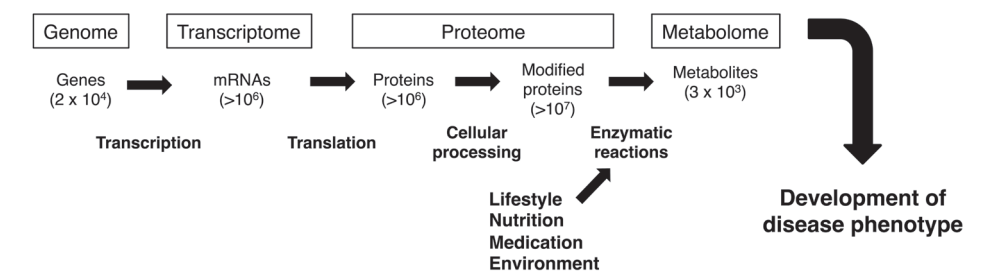 Genome
Transcriptome
Proteome
Metabolome
Genes
(2 x 10⁴)
mRNAs
(>10⁶)
Proteins
(>10⁶)
Modified
proteins
(>10⁷)
Metabolites
(3 x 10³)
Transcription
Translation
Cellular
processing
Enzymatic
reactions
Lifestyle
Nutrition
Medication
Environment
Development of
disease phenotype